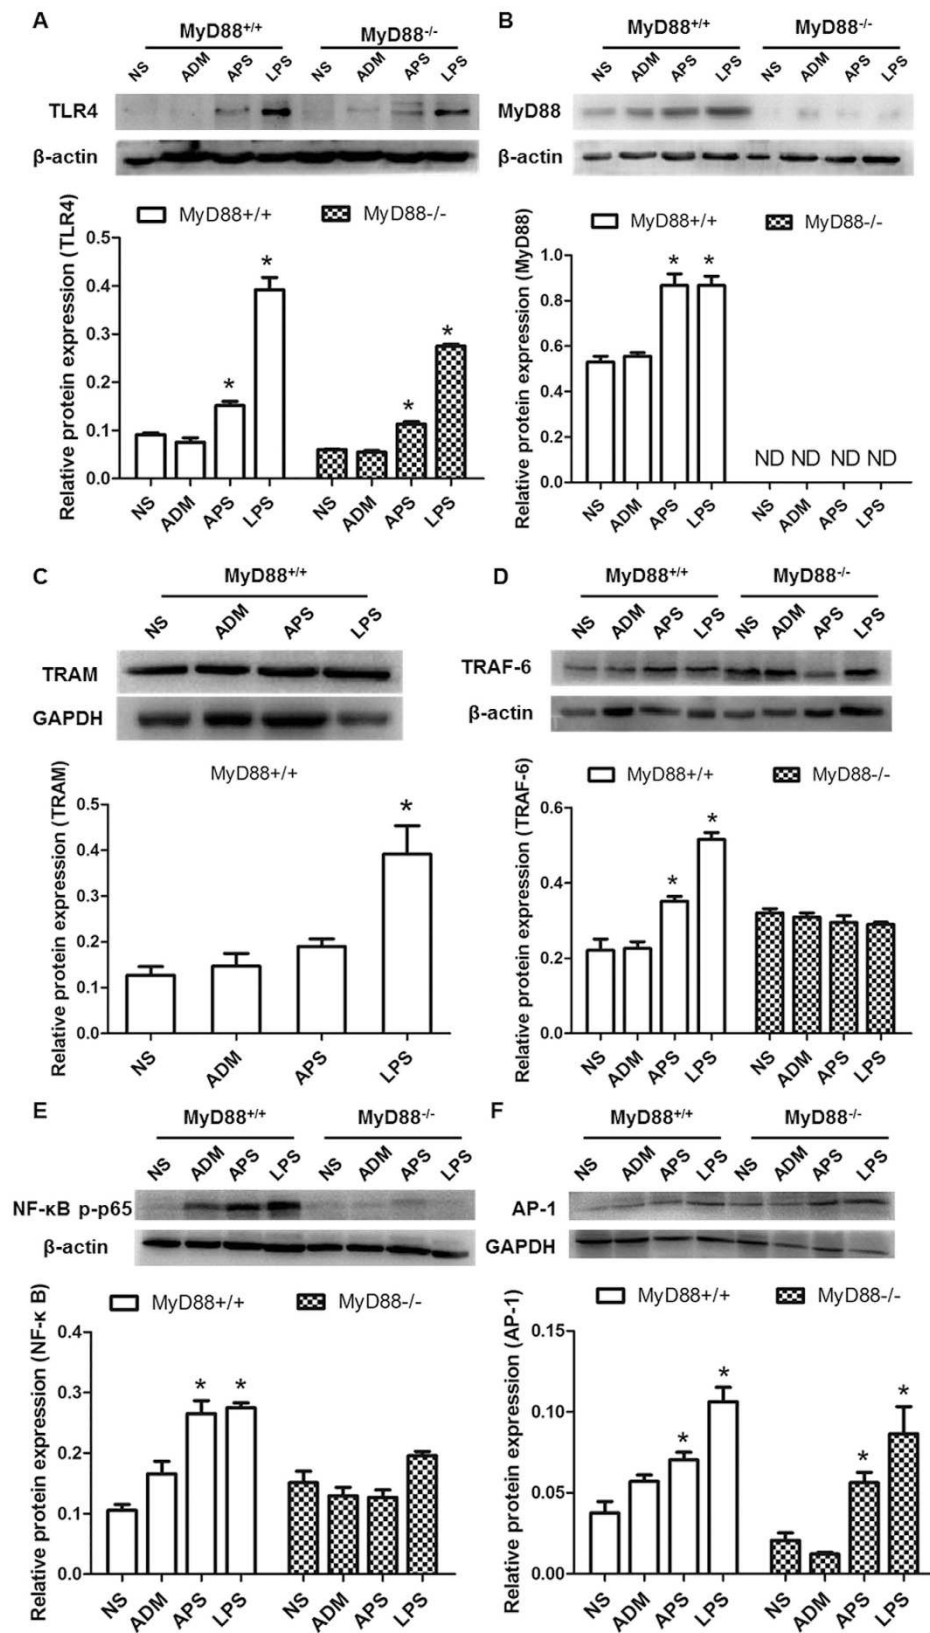 A
MyD88+/+ MyD88-/-
NS ADM APS LPS NS ADM APS LPS
TLR4
β-actin
MyD88+/+ MyD88-/-
Relative protein expression (TLR4)
0.5
0.4
0.3
0.2
0.1
0.0
* * * *
NS ADM APS LPS NS ADM APS LPS
B
MyD88+/+ MyD88-/-
NS ADM APS LPS NS ADM APS LPS
MyD88
β-actin
MyD88+/+ MyD88-/-
Relative protein expression (MyD88)
1.0
0.8
0.6
0.4
0.2
0.0
* *
ND ND ND ND
NS ADM APS LPS NS ADM APS LPS
C
MyD88+/+
NS ADM APS LPS
TRAM
GAPDH
MyD88+/+
Relative protein expression (TRAM)
0.5
0.4
0.3
0.2
0.1
0.0
*
NS ADM APS LPS
D
MyD88+/+ MyD88-/-
NS ADM APS LPS NS ADM APS LPS
TRAF-6
β-actin
MyD88+/+ MyD88-/-
Relative protein expression (TRAF-6)
0.6
0.4
0.2
0.0
* *
NS ADM APS LPS NS ADM APS LPS
E
MyD88+/+ MyD88-/-
NS ADM APS LPS NS ADM APS LPS
NF-κB p-p65
β-actin
MyD88+/+ MyD88-/-
Relative protein expression (NF-κ B)
0.4
0.3
0.2
0.1
0.0
* *
NS ADM APS LPS NS ADM APS LPS
F
MyD88+/+ MyD88-/-
NS ADM APS LPS NS ADM APS LPS
AP-1
GAPDH
MyD88+/+ MyD88-/-
Relative protein expression (AP-1)
0.15
0.10
0.05
0.00
* * * *
NS ADM APS LPS NS ADM APS LPS